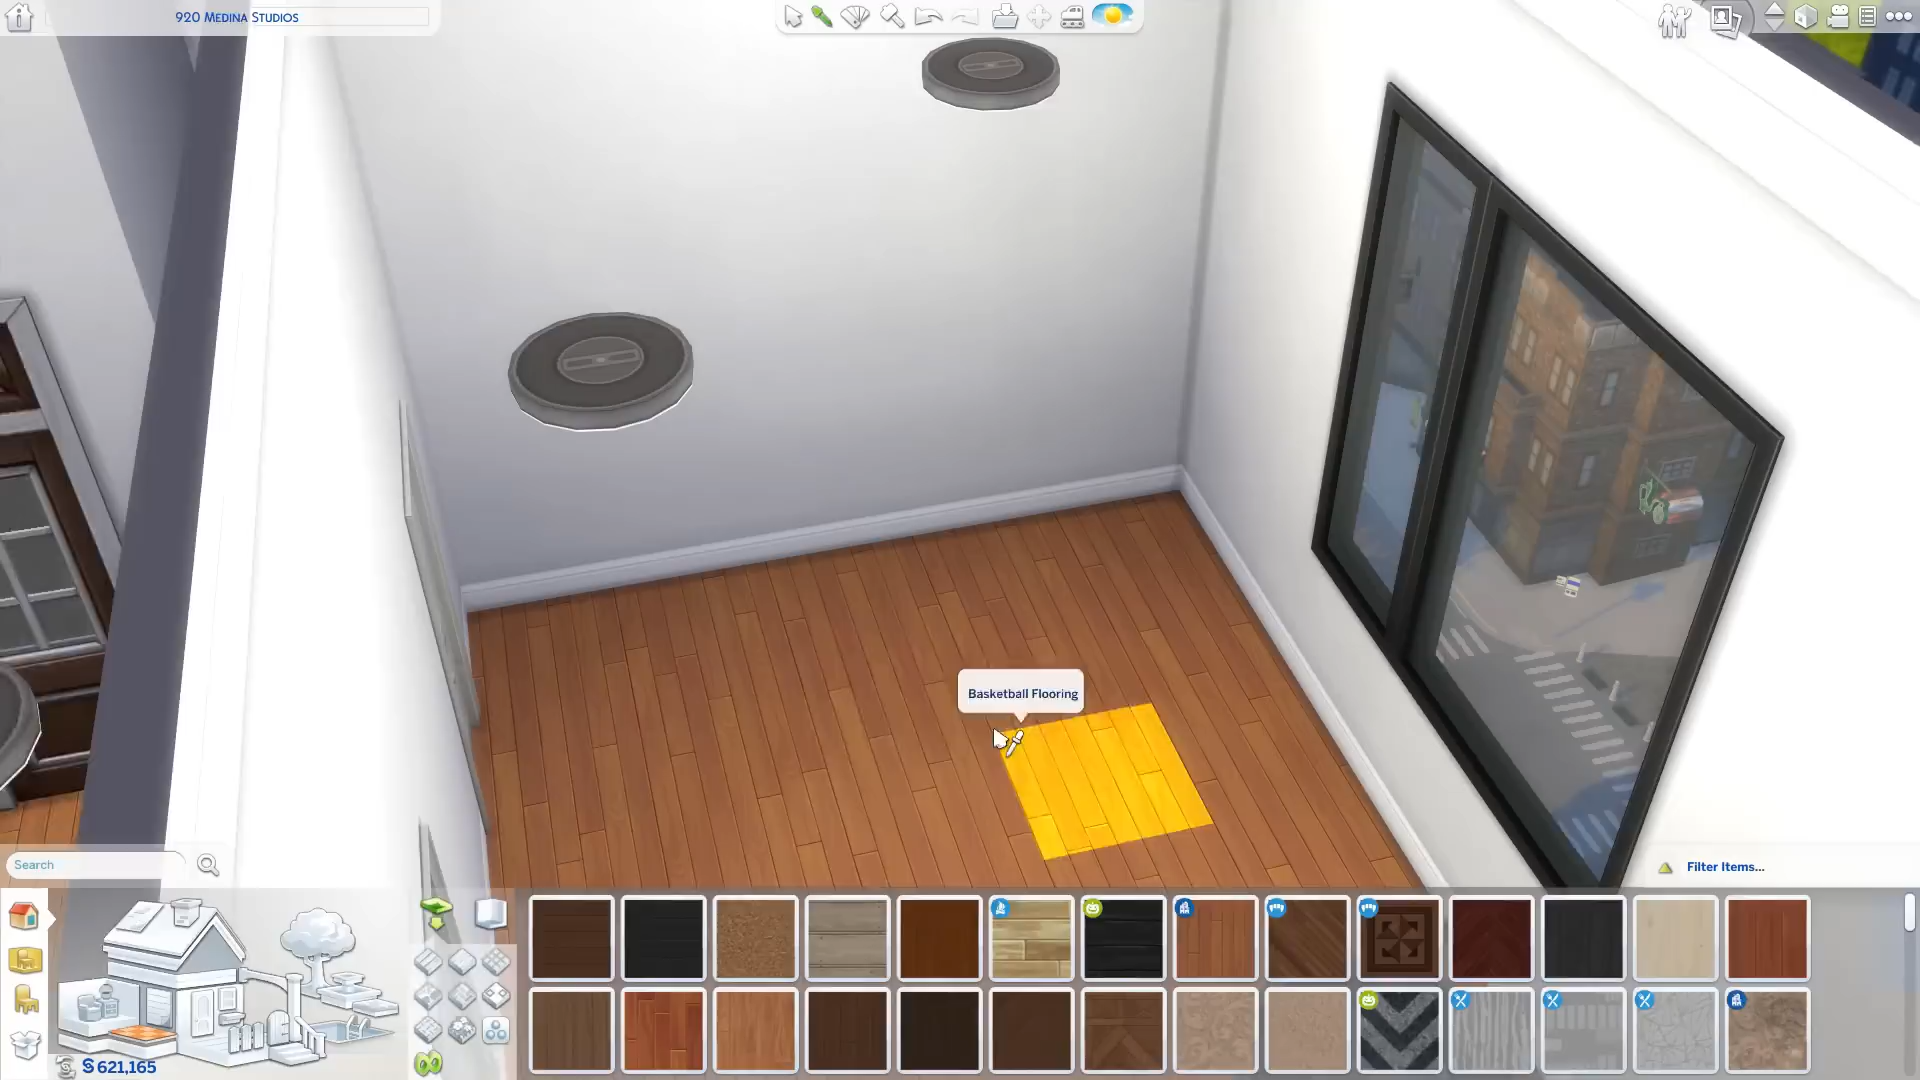 920 Medina Studios
Basketball Flooring
Search
Filter Items...
§621,165